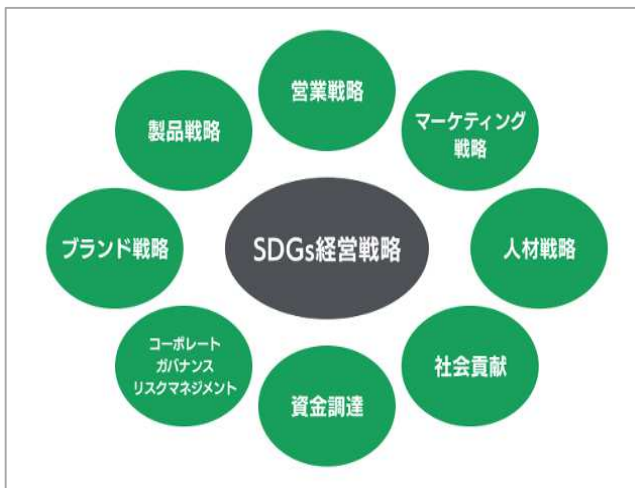 営業戦略
マーケティング
戦略
製品戦略
ブランド戦略
SDGs経営戦略
人材戦略
コーポレート
ガバナンス
リスクマネジメント
資金調達
社会貢献